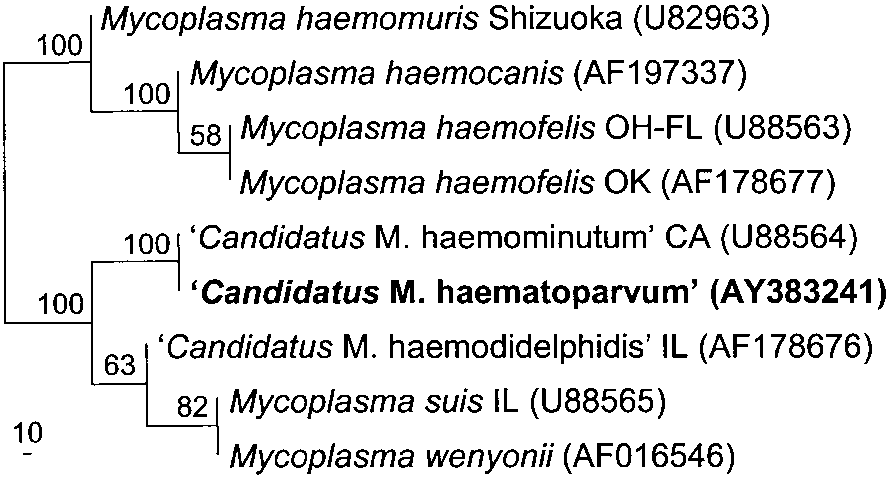 Mycoplasma haemomuris Shizuoka (U82963)
100
Mycoplasma haemocanis (AF197337)
100
Mycoplasma haemofelis OH-FL (U88563)
58
Mycoplasma haemofelis OK (AF178677)
‘Candidatus M. haemominutum’ CA (U88564)
100
‘Candidatus M. haematoparvum’ (AY383241)
100
‘Candidatus M. haemodidelphidis’ IL (AF178676)
63
Mycoplasma suis IL (U88565)
82
10
Mycoplasma wenyonii (AF016546)